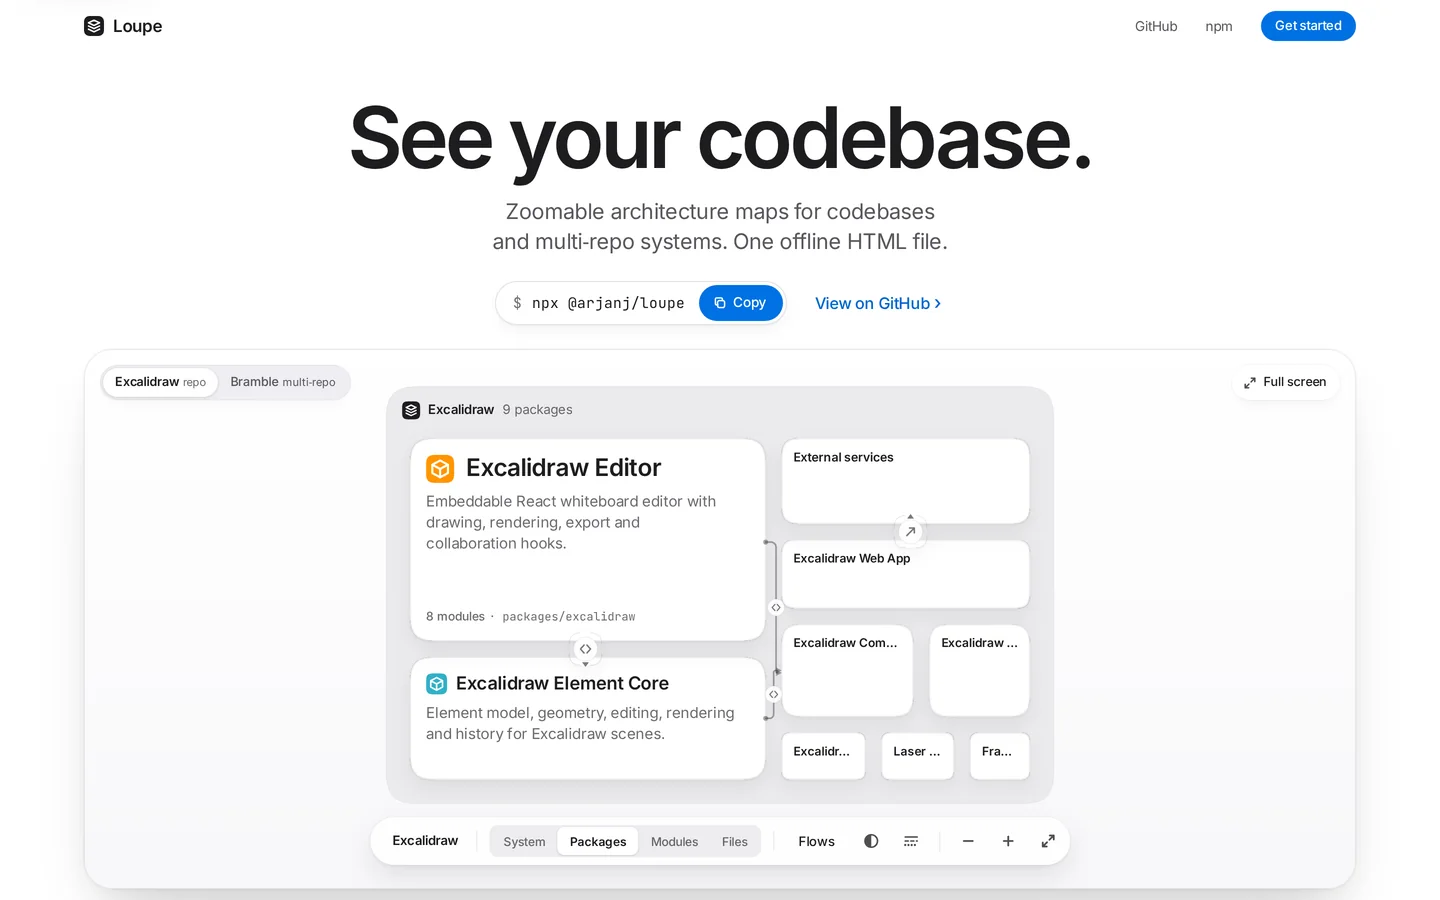 Loupe
GitHub
npm
Get started
See your codebase.
Zoomable architecture maps for codebases
and multi-repo systems. One offline HTML file.
$ npx @arjanj/loupe
Copy
View on GitHub ›
Excalidraw repo
Bramble multi-repo
Full screen
Excalidraw 9 packages
Excalidraw Editor
Embeddable React whiteboard editor with
drawing, rendering, export and
collaboration hooks.
8 modules · packages/excalidraw
Excalidraw Element Core
Element model, geometry, editing, rendering
and history for Excalidraw scenes.
External services
Excalidraw Web App
Excalidraw Com...
Excalidraw ...
Excalidr...
Laser ...
Fra...
Excalidraw
System
Packages
Modules
Files
Flows